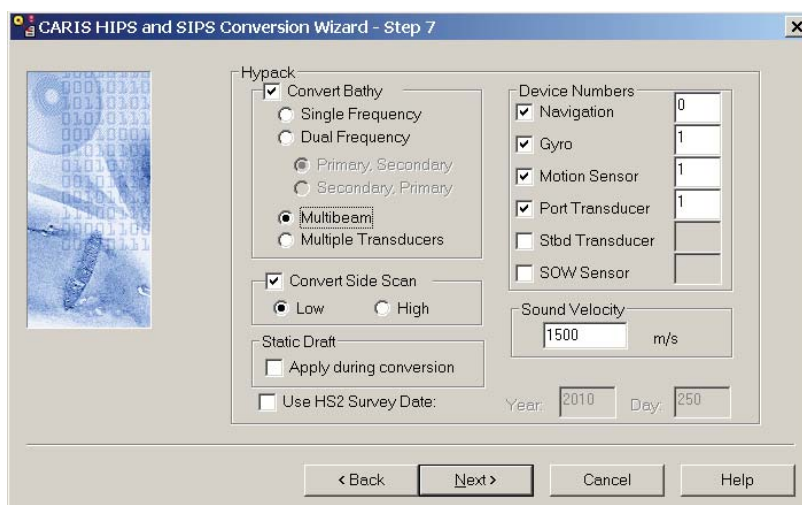 CARIS HIPS and SIPS Conversion Wizard - Step 7
Hypack
Convert Bathy
Single Frequency
Dual Frequency
Primary, Secondary
Secondary, Primary
Multibeam
Multiple Transducers
Convert Side Scan
Low High
Static Draft
Apply during conversion
Use HS2 Survey Date:
Device Numbers
Navigation 0
Gyro 1
Motion Sensor 1
Port Transducer 1
Stbd Transducer
SOW Sensor
Sound Velocity
1500 m/s
Year: 2010 Day: 250
< Back Next > Cancel Help